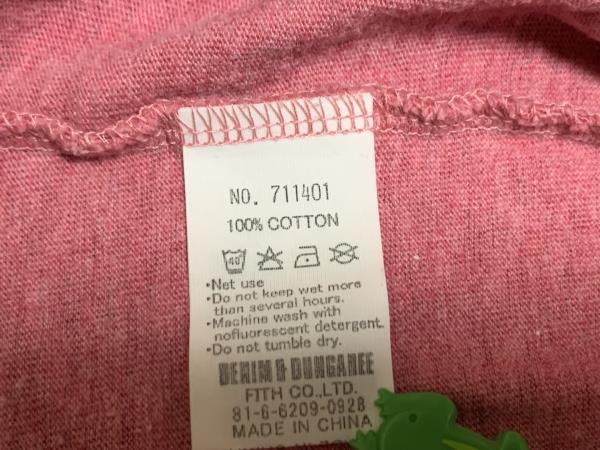 NO. 711401
100% COTTON
40
•Net use
•Do not keep wet more
than several hours.
•Machine wash with
nofluorescent detergent.
•Do not tumble dry.
DENIM & DUNGAREE
FITH CO.,LTD.
81-6-6209-0928
MADE IN CHINA